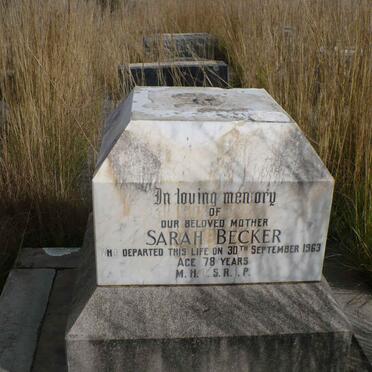 In loving memory
OF
OUR BELOVED MOTHER
SARAH BECKER
HO DEPARTED THIS LIFE ON 30TH SEPTEMBER 1963
AGE 78 YEARS
M. H. S. R. P.